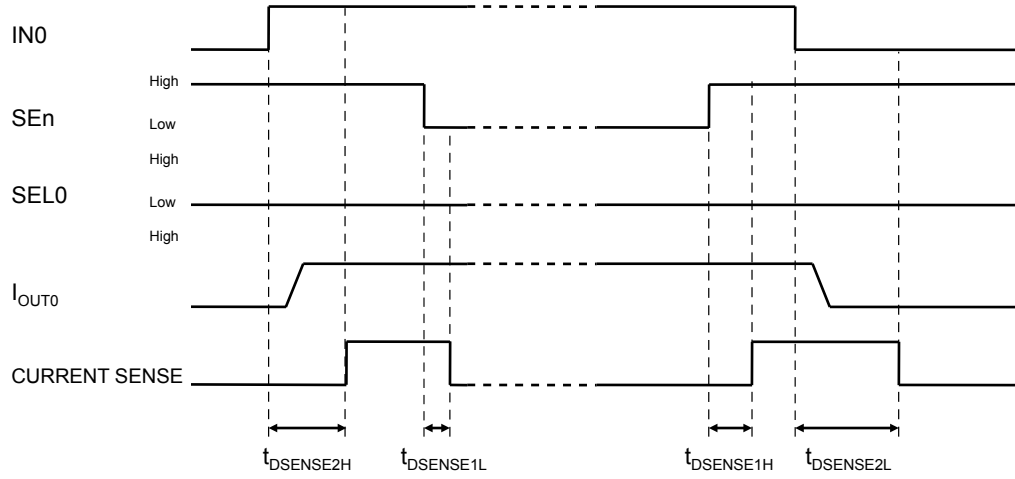 IN0
High
SEn
Low
High
SEL0
Low
High
IOUT0
CURRENT SENSE
tDSENSE2H
tDSENSE1L
tDSENSE1H
tDSENSE2L